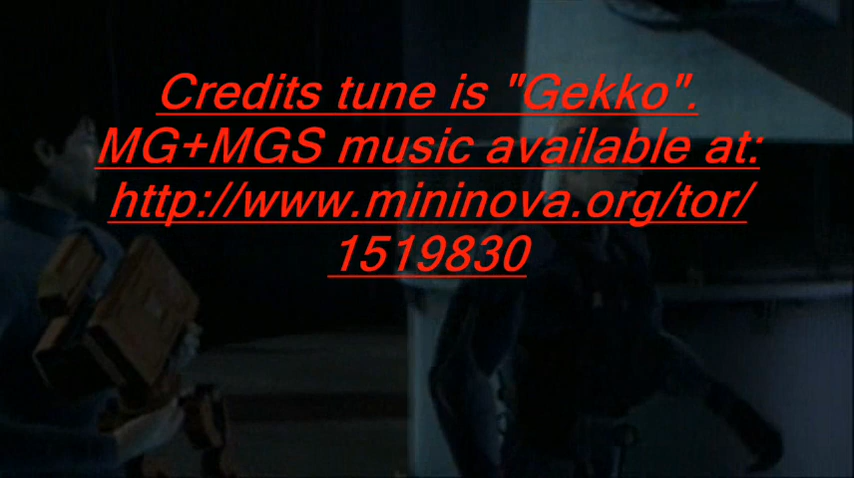 Credits tune is "Gekko".
MG+MGS music available at:
http://www.mininova.org/tor/
1519830